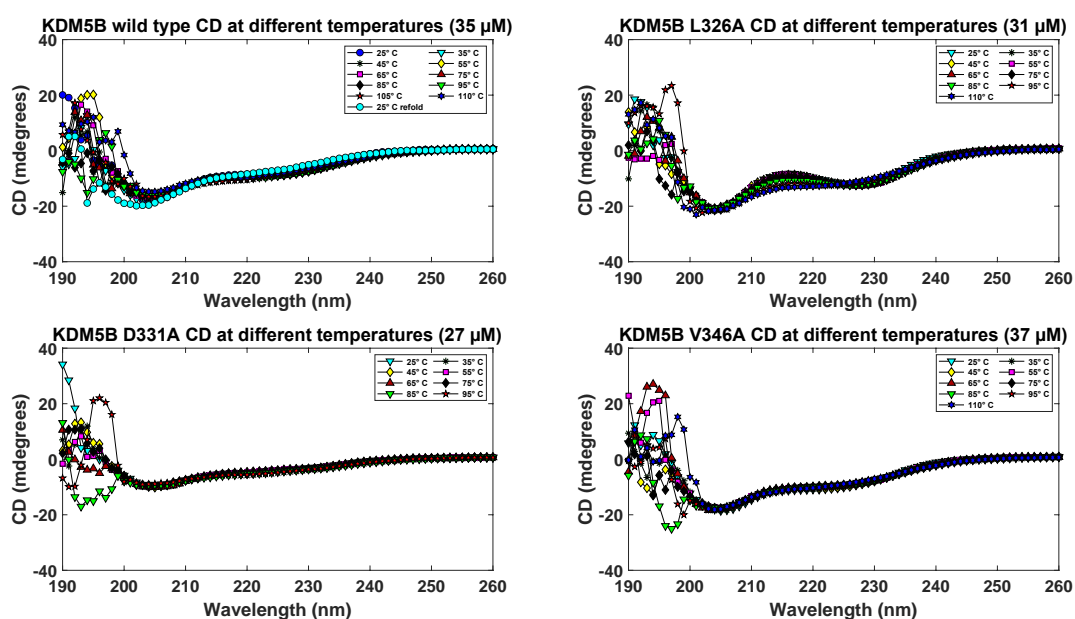 KDM5B wild type CD at different temperatures (35 µM)
40
20
0
-20
-40
CD (mdegrees)
25° C 35° C
45° C 55° C
65° C 75° C
85° C 95° C
105° C 110° C
25° C refold
190 200 210 220 230 240 250 260
Wavelength (nm)
KDM5B L326A CD at different temperatures (31 µM)
40
20
0
-20
-40
CD (mdegrees)
25° C 35° C
45° C 55° C
65° C 75° C
85° C 95° C
110° C
190 200 210 220 230 240 250 260
Wavelength (nm)
KDM5B D331A CD at different temperatures (27 µM)
40
20
0
-20
-40
CD (mdegrees)
25° C 35° C
45° C 55° C
65° C 75° C
85° C 95° C
190 200 210 220 230 240 250 260
Wavelength (nm)
KDM5B V346A CD at different temperatures (37 µM)
40
20
0
-20
-40
CD (mdegrees)
25° C 35° C
45° C 55° C
65° C 75° C
85° C 95° C
110° C
190 200 210 220 230 240 250 260
Wavelength (nm)